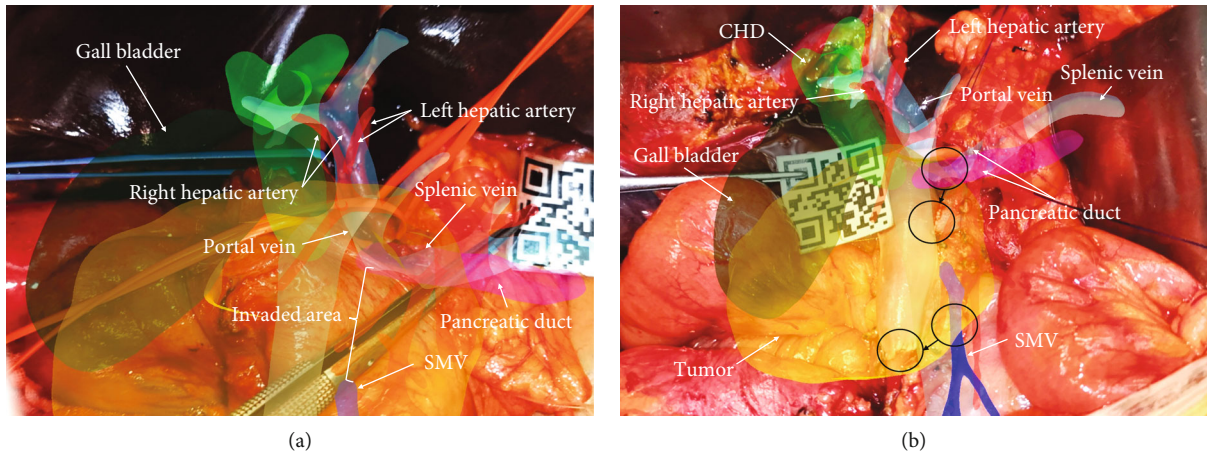 Gall bladder
Left hepatic artery
Right hepatic artery
Splenic vein
Portal vein
Invaded area
Pancreatic duct
SMV
(a)
CHD
Left hepatic artery
Splenic vein
Right hepatic artery
Portal vein
Gall bladder
Pancreatic duct
SMV
Tumor
(b)